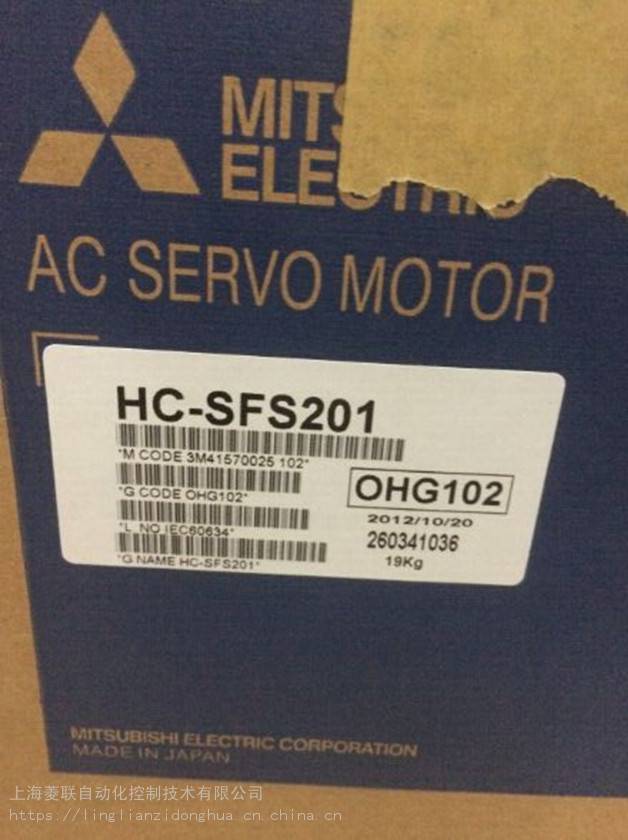 ELECTRIC
AC SERVO MOTOR
HC-SFS201
*M CODE 3M41570025 102*
*G CODE OHG102*
OHG102
2012/10/20
*L_NO IEC60634*
260341036
*G NAME HC-SFS201*
19Kg
MITSUBISHI ELECTRIC CORPORATION
MADE IN JAPAN
上海菱联自动化控制技术有限公司
https://linglianzidonghua.cn.china.cn